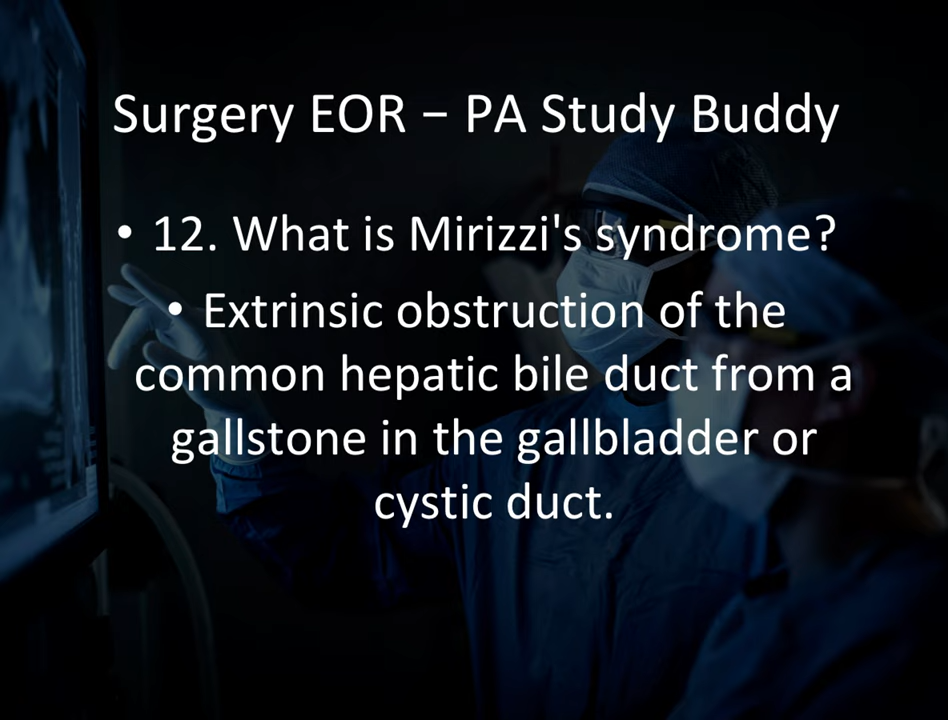 Surgery EOR – PA Study Buddy
• 12. What is Mirizzi's syndrome?
• Extrinsic obstruction of the
common hepatic bile duct from a
gallstone in the gallbladder or
cystic duct.